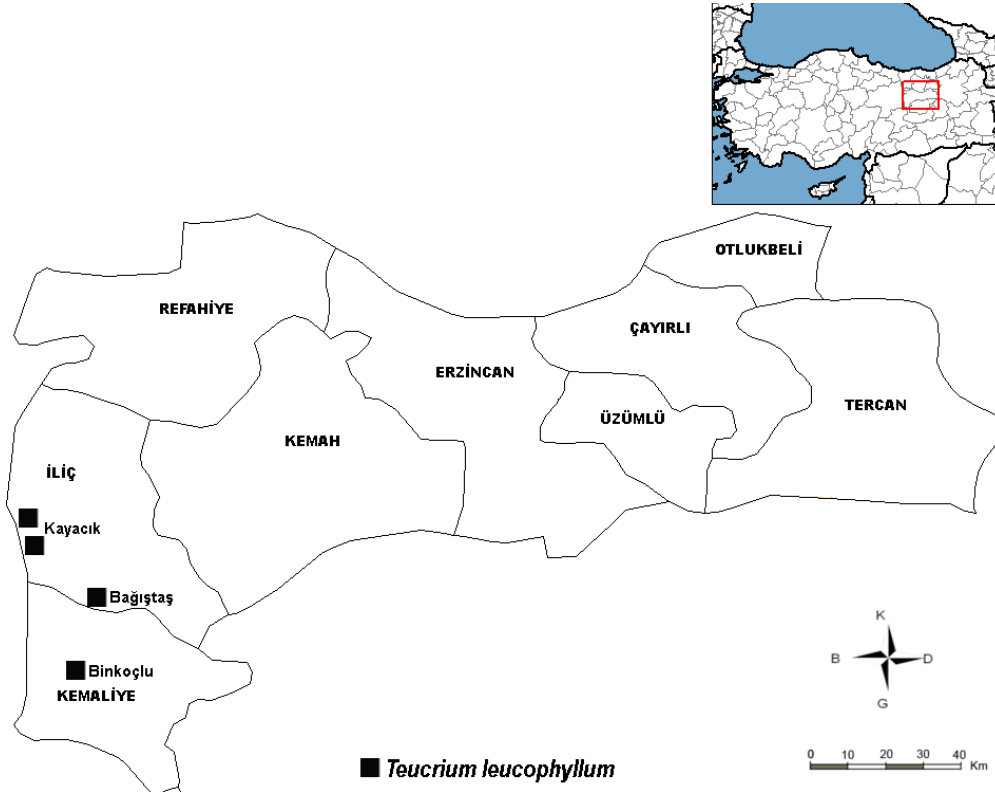 OTLUKBELİ
REFAHİYE
ÇAYIRLI
ERZİNCAN
TERCAN
ÜZÜMLÜ
KEMAH
İLİÇ
Kayacık
Bağıştaş
Binkoçlu
KEMALİYE
K
B
D
G
Teucrium leucophyllum
0 10 20 30 40
Km